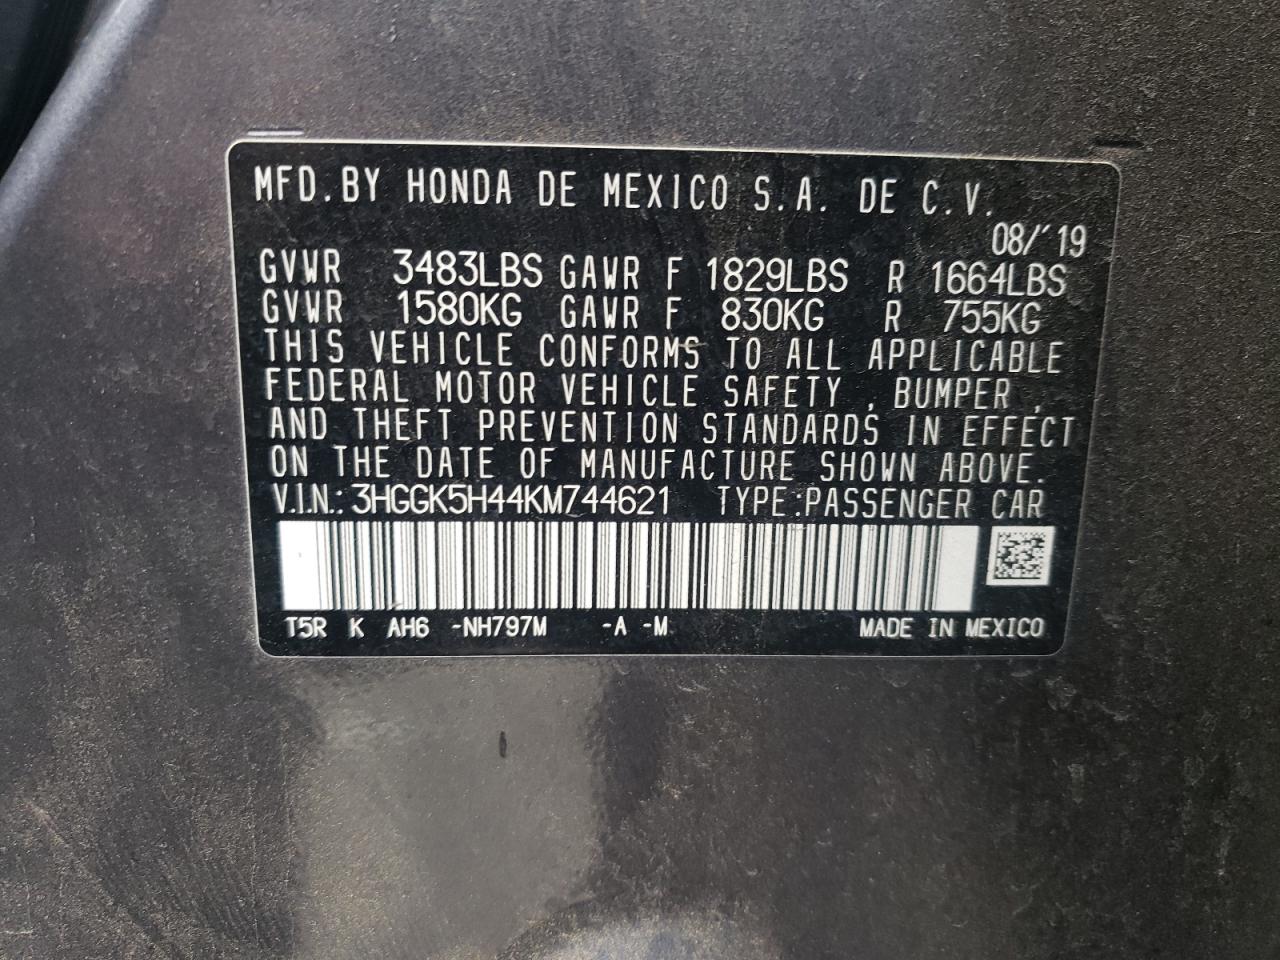 MFD.BY HONDA DE MEXICO S.A. DE C.V.
08/'19
GVWR 3483LBS GAWR F 1829LBS R 1664LBS
GVWR 1580KG GAWR F 830KG R 755KG
THIS VEHICLE CONFORMS TO ALL APPLICABLE
FEDERAL MOTOR VEHICLE SAFETY , BUMPER ,
AND THEFT PREVENTION STANDARDS IN EFFECT
ON THE DATE OF MANUFACTURE SHOWN ABOVE.
V.I.N.: 3HGGK5H44KM744621 TYPE:PASSENGER CAR
T5R K AH6 -NH797M -A -M MADE IN MEXICO